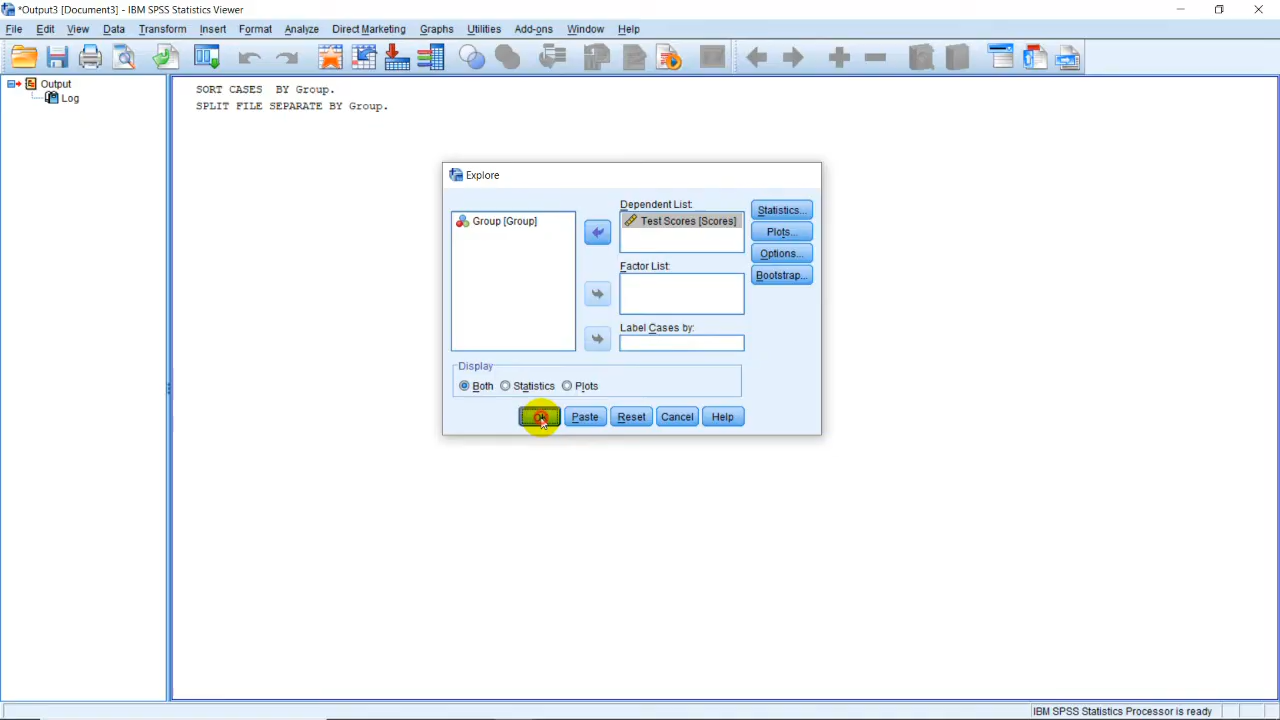 *Output3 [Document3] - IBM SPSS Statistics Viewer
File Edit View Data Transform Insert Format Analyze Direct Marketing Graphs Utilities Add-ons Window Help
Output
Log
SORT CASES  BY Group.
SPLIT FILE SEPARATE BY Group.
Explore
Group [Group]
Dependent List:
Test Scores [Scores]
Factor List:
Label Cases by:
Statistics...
Plots...
Options...
Bootstrap...
Display
Both Statistics Plots
Paste Reset Cancel Help
IBM SPSS Statistics Processor is ready